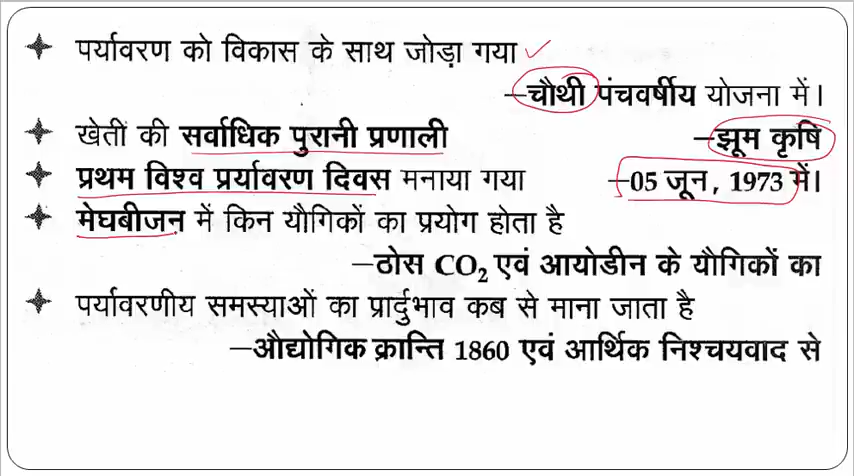 पर्यावरण को विकास के साथ जोड़ा गया
–चौथी पंचवर्षीय योजना में।
खेती की सर्वाधिक पुरानी प्रणाली –झूम कृषि
प्रथम विश्व पर्यावरण दिवस मनाया गया –05 जून, 1973 में।
मेघबीजन में किन यौगिकों का प्रयोग होता है
–ठोस CO₂ एवं आयोडीन के यौगिकों का
पर्यावरणीय समस्याओं का प्रार्दुभाव कब से माना जाता है
–औद्योगिक क्रान्ति 1860 एवं आर्थिक निश्चयवाद से